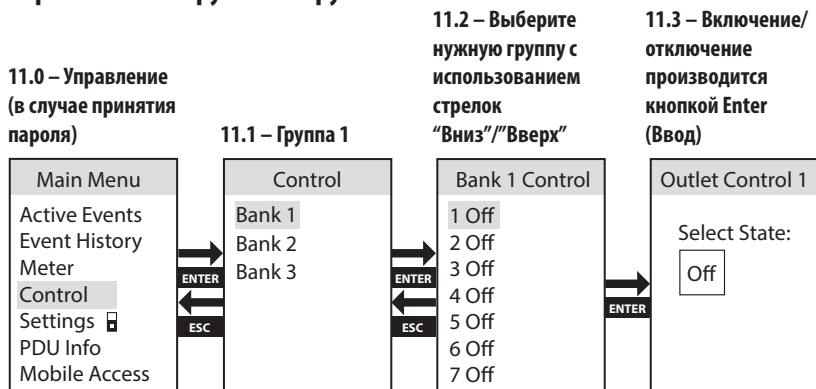 11.2 – Выберите
нужную группу с
использованием
стрелок
“Вниз”/”Вверх”
11.3 – Включение/
отключение
производится
кнопкой Enter
(Ввод)
11.0 – Управление
(в случае принятия
пароля)
11.1 – Группа 1
Main Menu
Active Events
Event History
Meter
Control
Settings
PDU Info
Mobile Access
ENTER
ESC
Control
Bank 1
Bank 2
Bank 3
ENTER
ESC
Bank 1 Control
1 Off
2 Off
3 Off
4 Off
5 Off
6 Off
7 Off
ENTER
Outlet Control 1
Select State:
Off